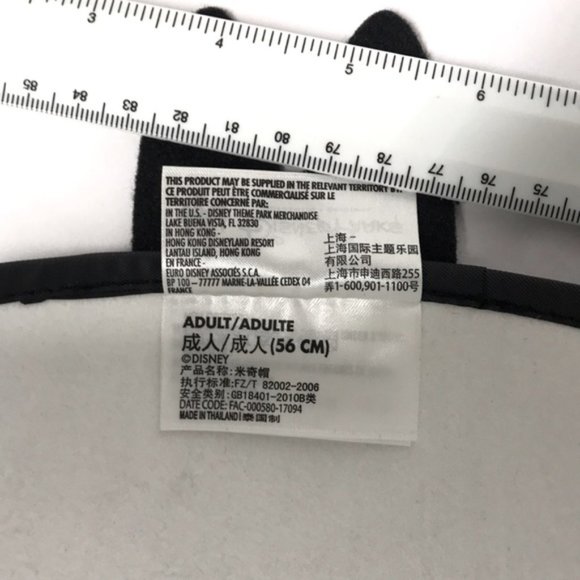 3 4 5 6
85 84 83 82 81 80 79 78 77 76 75
THIS PRODUCT MAY BE SUPPLIED IN THE RELEVANT TERRITORY BY:
CE PRODUIT PEUT ÊTRE COMMERCIALISÉ SUR LE
TERRITOIRE CONCERNÉ PAR:
IN THE U.S. - DISNEY THEME PARK MERCHANDISE
LAKE BUENA VISTA, FL 32830
IN HONG KONG -
HONG KONG DISNEYLAND RESORT
LANTAU ISLAND, HONG KONG
EN FRANCE -
EURO DISNEY ASSOCIÉS S.C.A.
BP 100 – 77777 MARNE-LA-VALLÉE CEDEX 04
FRANCE
上海 -
上海国际主题乐园
有限公司
上海市申迪西路255
弄1-600,901-1100号
ADULT/ADULTE
成人/成人 (56 CM)
©DISNEY
产品名称:米奇帽
执行标准:FZ/T 82002-2006
安全类别:GB18401-2010B类
DATE CODE: FAC-000580-17094
MADE IN THAILAND | 泰国制